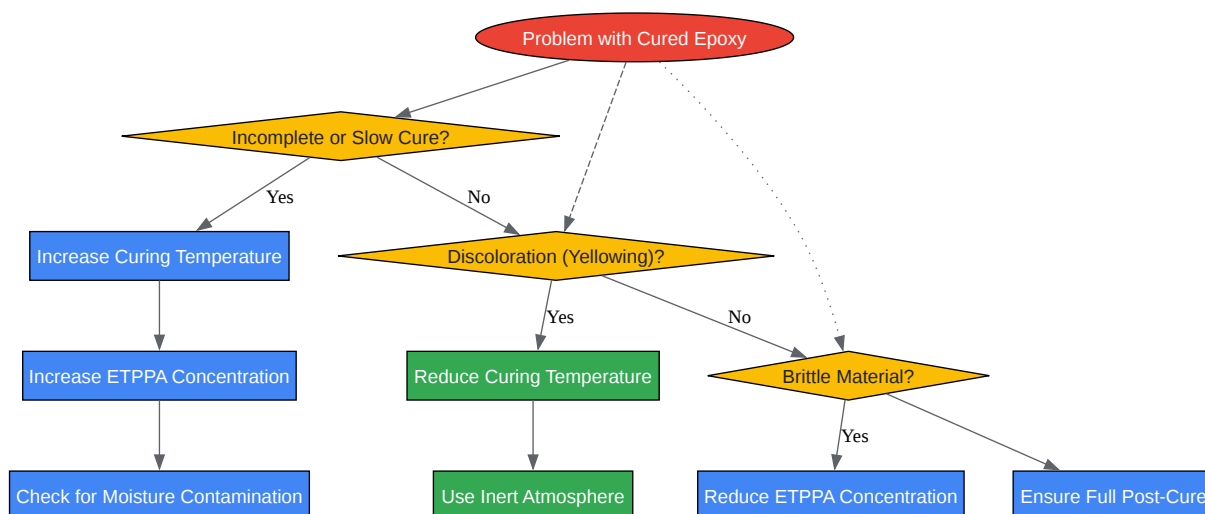 Problem with Cured Epoxy
Incomplete or Slow Cure?
Yes
No
Increase Curing Temperature
Discoloration (Yellowing)?
Yes
No
Increase ETPPA Concentration
Reduce Curing Temperature
Brittle Material?
Yes
Check for Moisture Contamination
Use Inert Atmosphere
Reduce ETPPA Concentration
Ensure Full Post-Cure